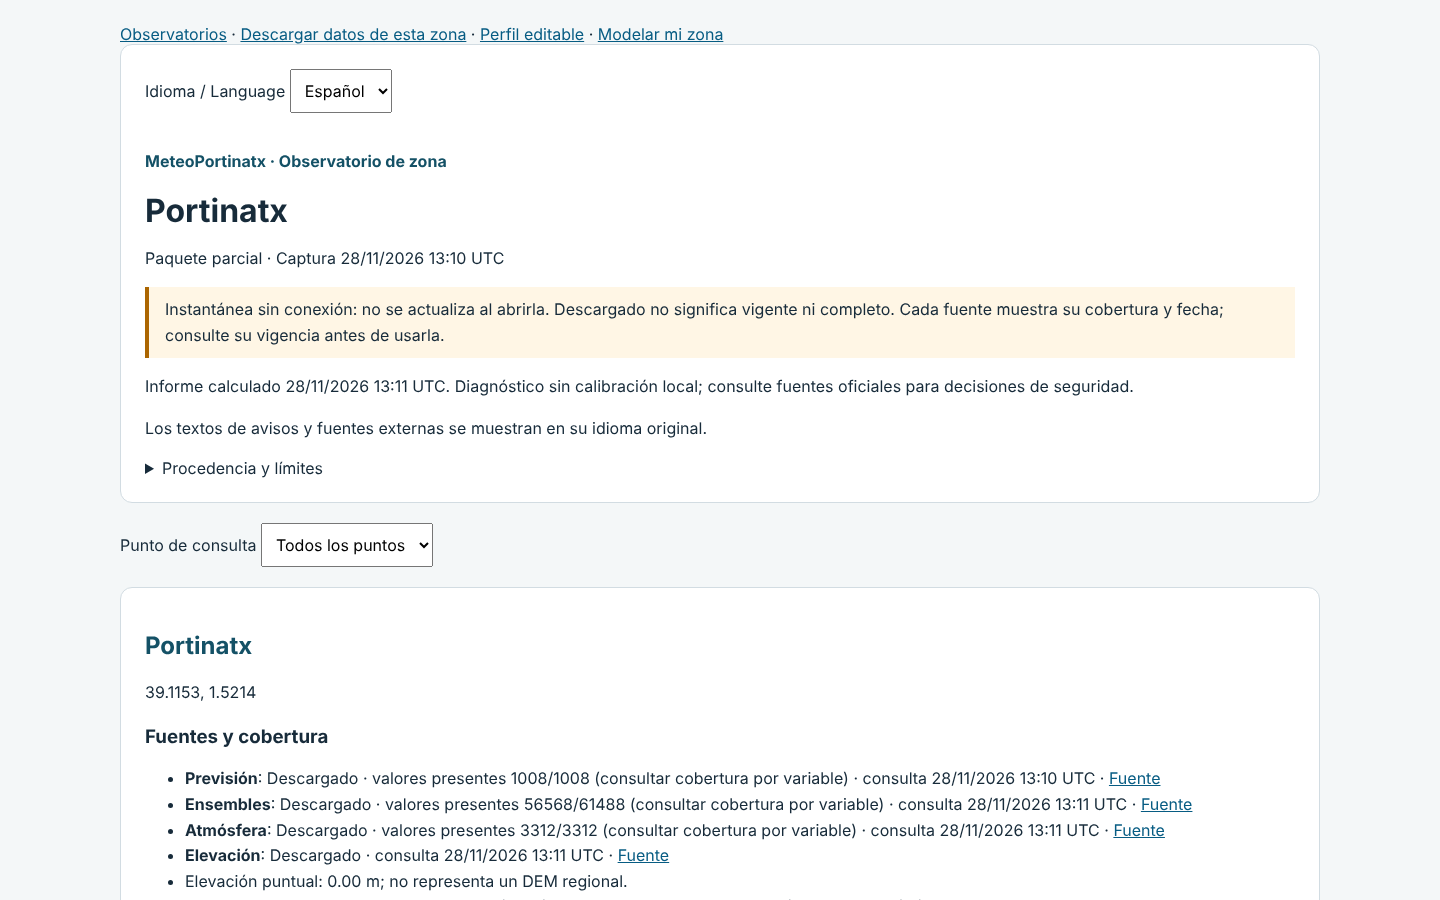 Observatorios · Descargar datos de esta zona · Perfil editable · Modelar mi zona
Idioma / Language Español
MeteoPortinatx · Observatorio de zona
Portinatx
Paquete parcial · Captura 28/11/2026 13:10 UTC
Instantánea sin conexión: no se actualiza al abrirla. Descargado no significa vigente ni completo. Cada fuente muestra su cobertura y fecha;
consulte su vigencia antes de usarla.
Informe calculado 28/11/2026 13:11 UTC. Diagnóstico sin calibración local; consulte fuentes oficiales para decisiones de seguridad.
Los textos de avisos y fuentes externas se muestran en su idioma original.
Procedencia y límites
Punto de consulta Todos los puntos
Portinatx
39.1153, 1.5214
Fuentes y cobertura
Previsión: Descargado · valores presentes 1008/1008 (consultar cobertura por variable) · consulta 28/11/2026 13:10 UTC · Fuente
Ensembles: Descargado · valores presentes 56568/61488 (consultar cobertura por variable) · consulta 28/11/2026 13:11 UTC · Fuente
Atmósfera: Descargado · valores presentes 3312/3312 (consultar cobertura por variable) · consulta 28/11/2026 13:11 UTC · Fuente
Elevación: Descargado · consulta 28/11/2026 13:11 UTC · Fuente
Elevación puntual: 0.00 m; no representa un DEM regional.